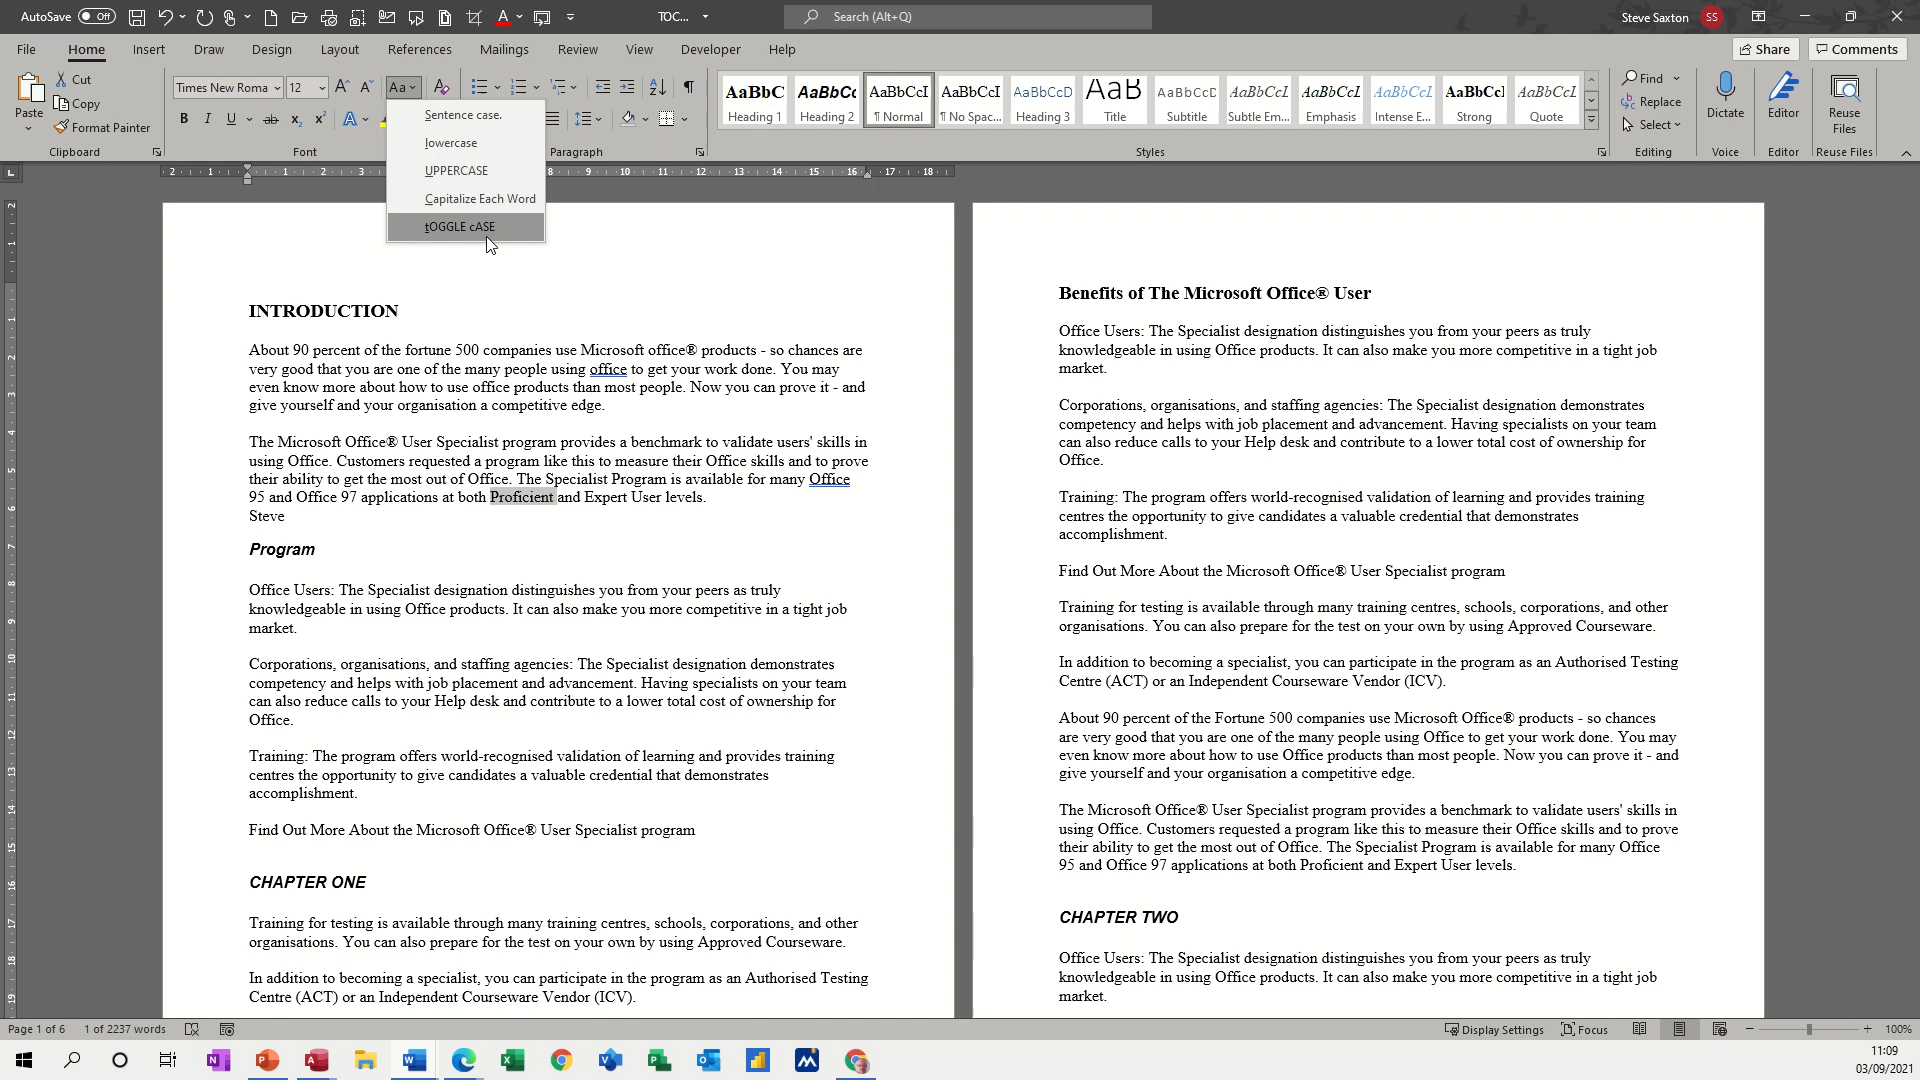 AutoSave Off TOC... Search (Alt+Q) Steve Saxton SS
File Home Insert Draw Design Layout References Mailings Review View Developer Help Share Comments
Paste Cut Copy Format Painter
Clipboard
Times New Roma 12 Aa
Font
Paragraph
Sentence case.
lowercase
UPPERCASE
Capitalize Each Word
tOGGLE cASE
AaBbC AaBbCc AaBbCcI AaBbCcI AaBbCcD AaB AaBbCcD AaBbCcL AaBbCcL AaBbCcL AaBbCcI AaBbCcL
Heading 1 Heading 2 ¶ Normal ¶ No Spac... Heading 3 Title Subtitle Subtle Em... Emphasis Intense E... Strong Quote
Styles
Find
Replace
Select
Editing
Dictate
Voice
Editor
Editor
Reuse
Files
Reuse Files
INTRODUCTION
About 90 percent of the fortune 500 companies use Microsoft office® products - so chances are
very good that you are one of the many people using office to get your work done. You may
even know more about how to use office products than most people. Now you can prove it - and
give yourself and your organisation a competitive edge.
The Microsoft Office® User Specialist program provides a benchmark to validate users' skills in
using Office. Customers requested a program like this to measure their Office skills and to prove
their ability to get the most out of Office. The Specialist Program is available for many Office
95 and Office 97 applications at both Proficient and Expert User levels.
Steve
Program
Office Users: The Specialist designation distinguishes you from your peers as truly
knowledgeable in using Office products. It can also make you more competitive in a tight job
market.
Corporations, organisations, and staffing agencies: The Specialist designation demonstrates
competency and helps with job placement and advancement. Having specialists on your team
can also reduce calls to your Help desk and contribute to a lower total cost of ownership for
Office.
Training: The program offers world-recognised validation of learning and provides training
centres the opportunity to give candidates a valuable credential that demonstrates
accomplishment.
Find Out More About the Microsoft Office® User Specialist program
CHAPTER ONE
Training for testing is available through many training centres, schools, corporations, and other
organisations. You can also prepare for the test on your own by using Approved Courseware.
In addition to becoming a specialist, you can participate in the program as an Authorised Testing
Centre (ACT) or an Independent Courseware Vendor (ICV).
Benefits of The Microsoft Office® User
Office Users: The Specialist designation distinguishes you from your peers as truly
knowledgeable in using Office products. It can also make you more competitive in a tight job
market.
Corporations, organisations, and staffing agencies: The Specialist designation demonstrates
competency and helps with job placement and advancement. Having specialists on your team
can also reduce calls to your Help desk and contribute to a lower total cost of ownership for
Office.
Training: The program offers world-recognised validation of learning and provides training
centres the opportunity to give candidates a valuable credential that demonstrates
accomplishment.
Find Out More About the Microsoft Office® User Specialist program
Training for testing is available through many training centres, schools, corporations, and other
organisations. You can also prepare for the test on your own by using Approved Courseware.
In addition to becoming a specialist, you can participate in the program as an Authorised Testing
Centre (ACT) or an Independent Courseware Vendor (ICV).
About 90 percent of the Fortune 500 companies use Microsoft Office® products - so chances
are very good that you are one of the many people using Office to get your work done. You may
even know more about how to use Office products than most people. Now you can prove it - and
give yourself and your organisation a competitive edge.
The Microsoft Office® User Specialist program provides a benchmark to validate users' skills in
using Office. Customers requested a program like this to measure their Office skills and to prove
their ability to get the most out of Office. The Specialist Program is available for many Office
95 and Office 97 applications at both Proficient and Expert User levels.
CHAPTER TWO
Office Users: The Specialist designation distinguishes you from your peers as truly
knowledgeable in using Office products. It can also make you more competitive in a tight job
market.
Page 1 of 6 1 of 2237 words Display Settings Focus 100%
11:09
03/09/2021